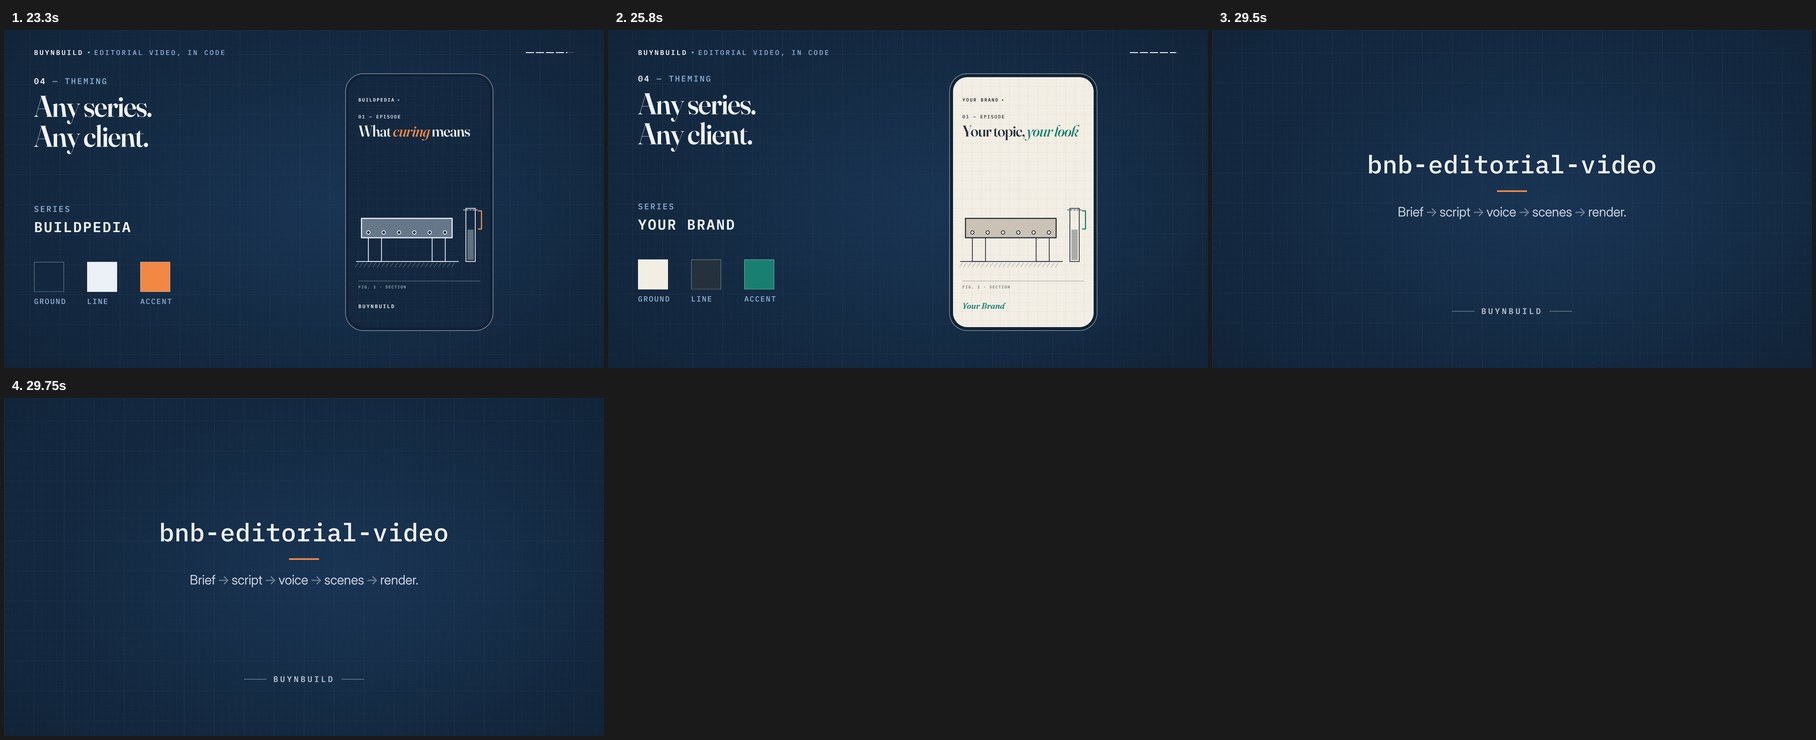 1. 23.3s
BUYNBUILD • EDITORIAL VIDEO, IN CODE
04 — THEMING
Any series.
Any client.
SERIES
BUILDPEDIA
GROUND LINE ACCENT
BUILDPEDIA •
01 — EPISODE
What curing means
FIG. 1 · SECTION
BUYNBUILD
2. 25.8s
BUYNBUILD • EDITORIAL VIDEO, IN CODE
04 — THEMING
Any series.
Any client.
SERIES
YOUR BRAND
GROUND LINE ACCENT
YOUR BRAND •
01 — EPISODE
Your topic, your look
FIG. 1 · SECTION
Your Brand
3. 29.5s
bnb-editorial-video
Brief → script → voice → scenes → render.
BUYNBUILD
4. 29.75s
bnb-editorial-video
Brief → script → voice → scenes → render.
BUYNBUILD